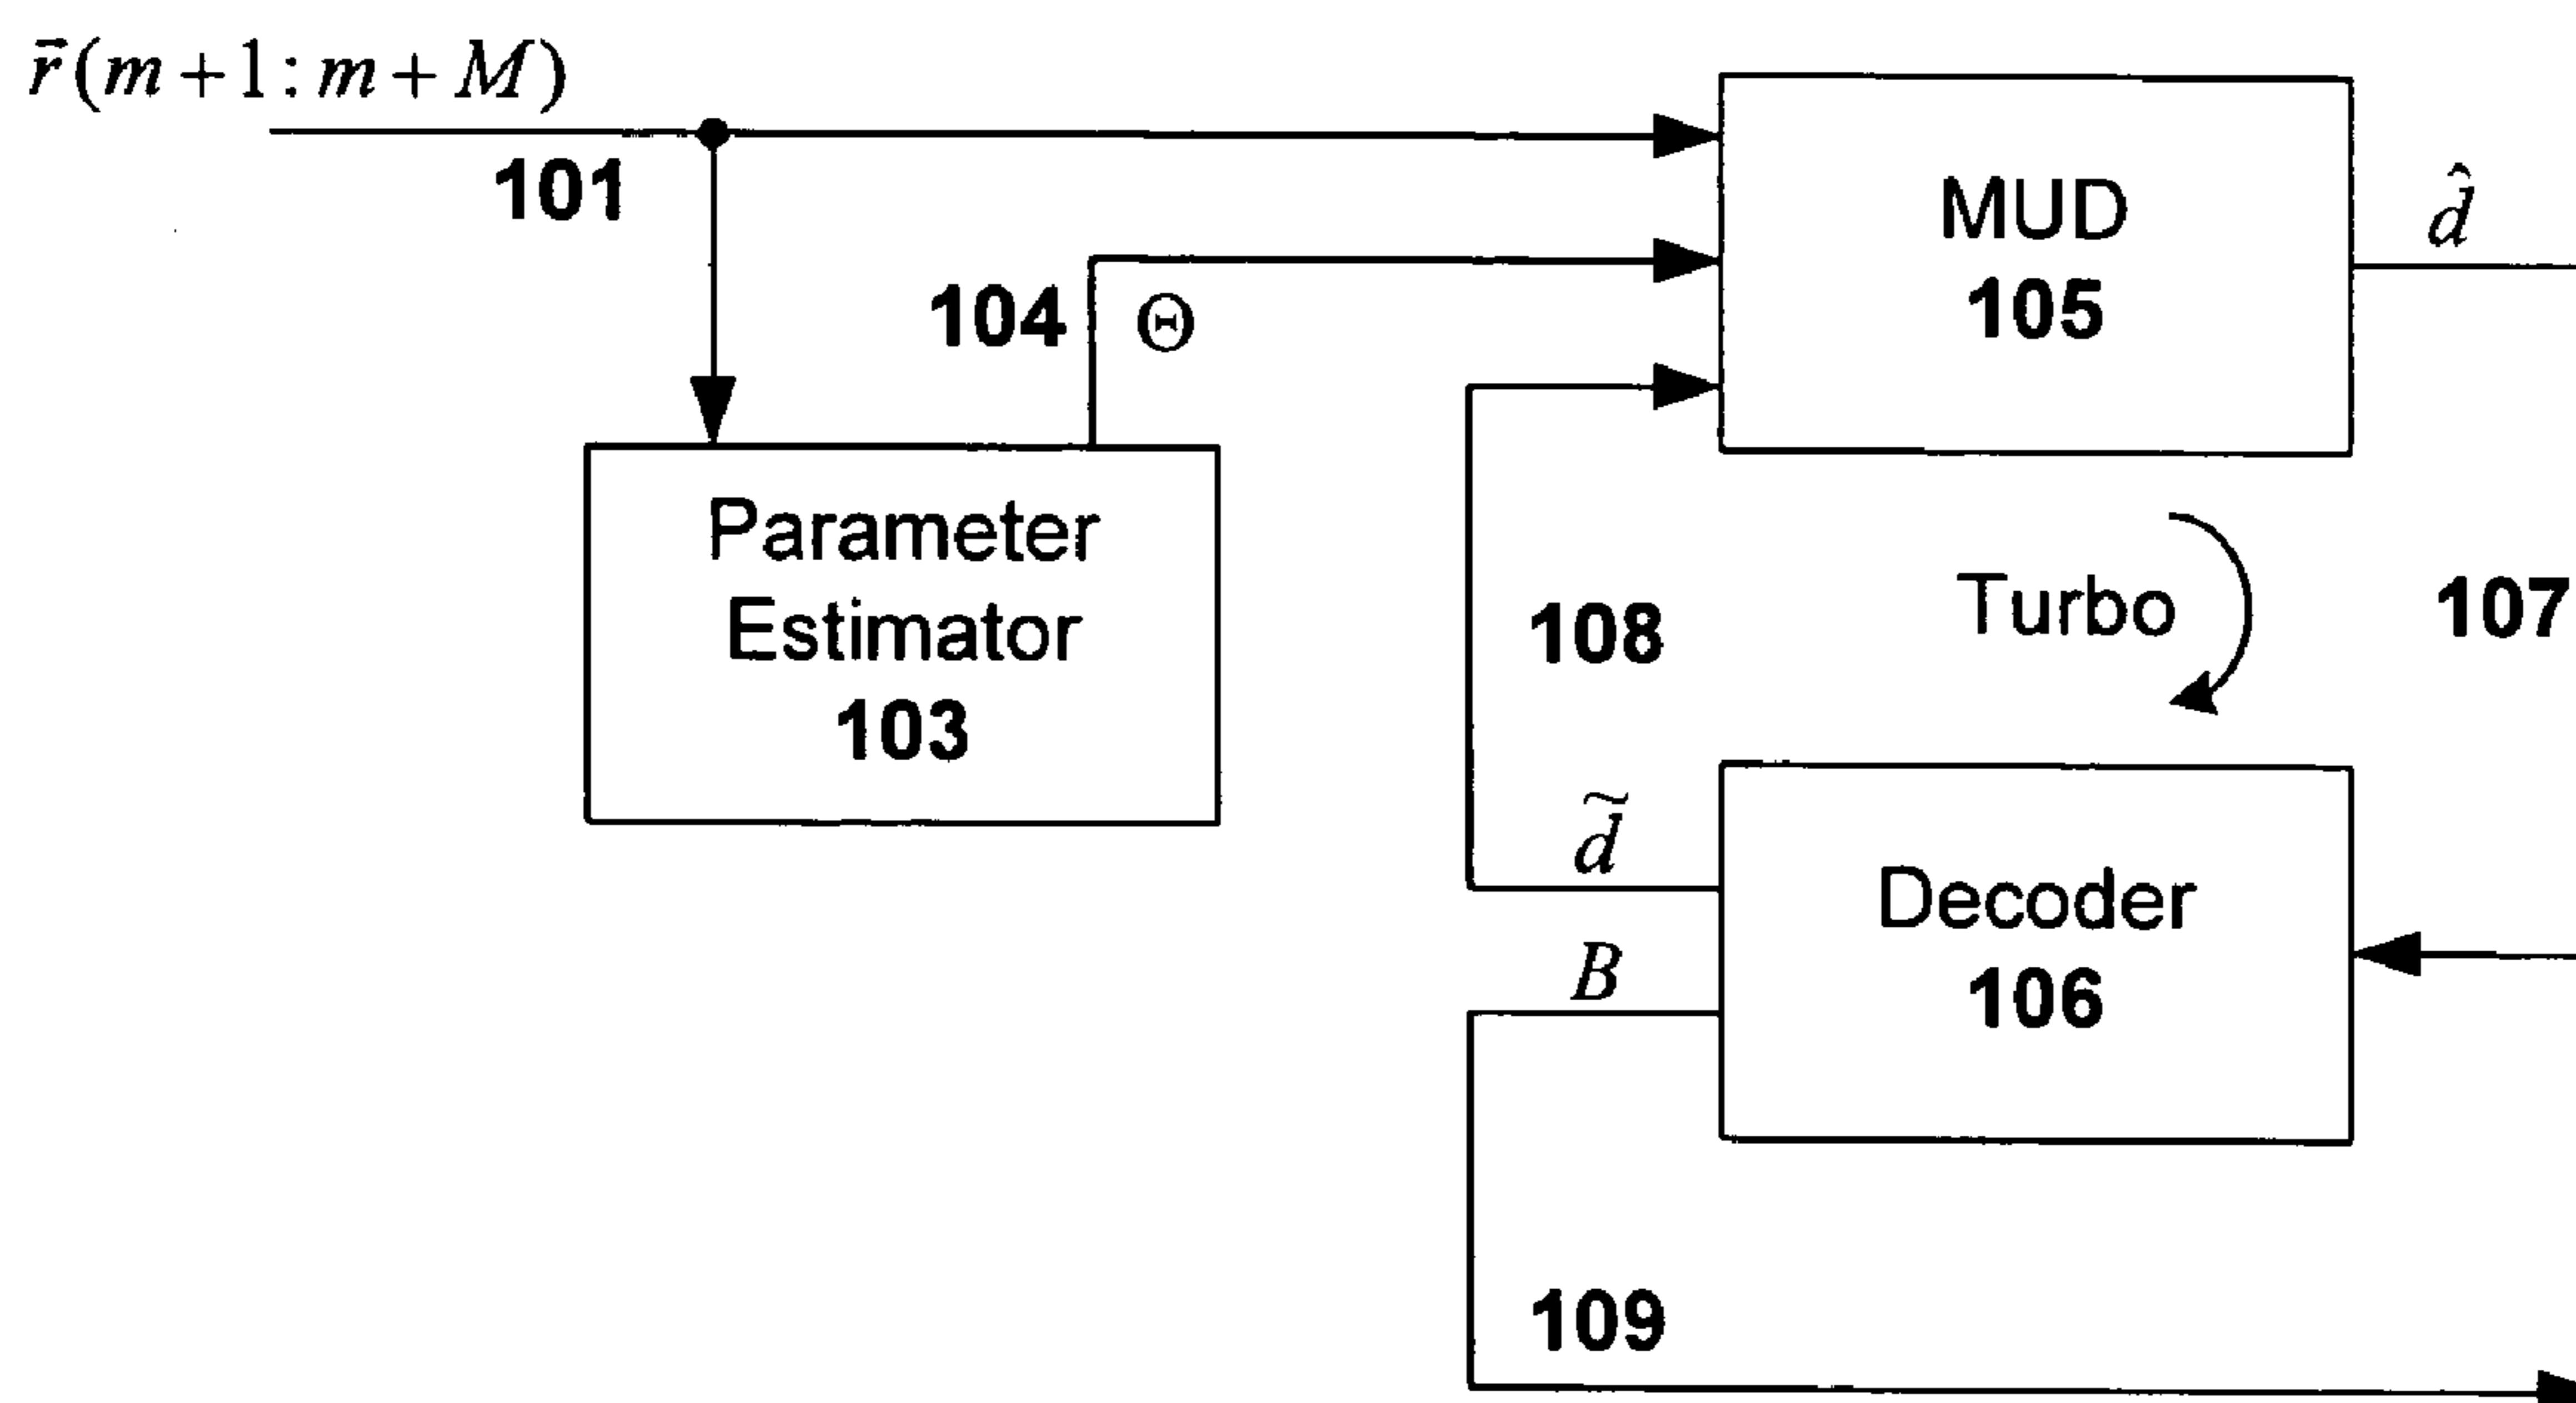 r⃗(m+1:m+M)
101
MUD
105
d̂
104
Θ
Parameter
Estimator
103
108
Turbo
107
d̃
Decoder
106
B
109